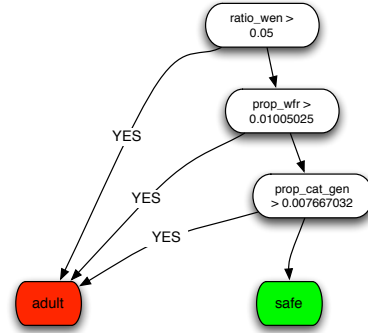 ratio_wen >
0.05
prop_wfr >
0.01005025
YES
prop_cat_gen
> 0.007667032
YES
YES
adult
safe